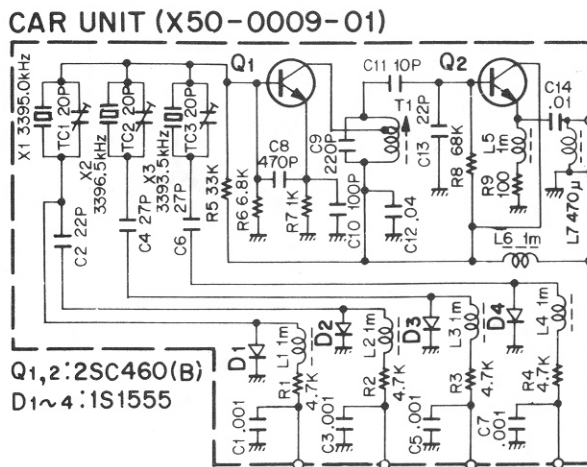 CAR UNIT (X50-0009-01)
X1 3395.0kHz
TC1 20P
X2 3396.5kHz
TC2 20P
X3 3393.5kHz
TC3 20P
Q1
C11 10P
Q2
C14 .01
T1
C8 470P
C9 220P
C13 22P
R8 68K
L5 1m
R9 100
L7 470μ
C2 22P
C4 27P
C6 27P
R5 33K
R6 6.8K
R7 1K
C10 100P
C12 .04
L6 1m
D1
L1 1m
D2
L2 1m
D3
L3 1m
D4
L4 1m
R1 4.7K
R2 4.7K
R3 4.7K
R4 4.7K
Q1,2:2SC460(B)
D1~4:1S1555
C1 .001
C3 .001
C5 .001
C7 .001